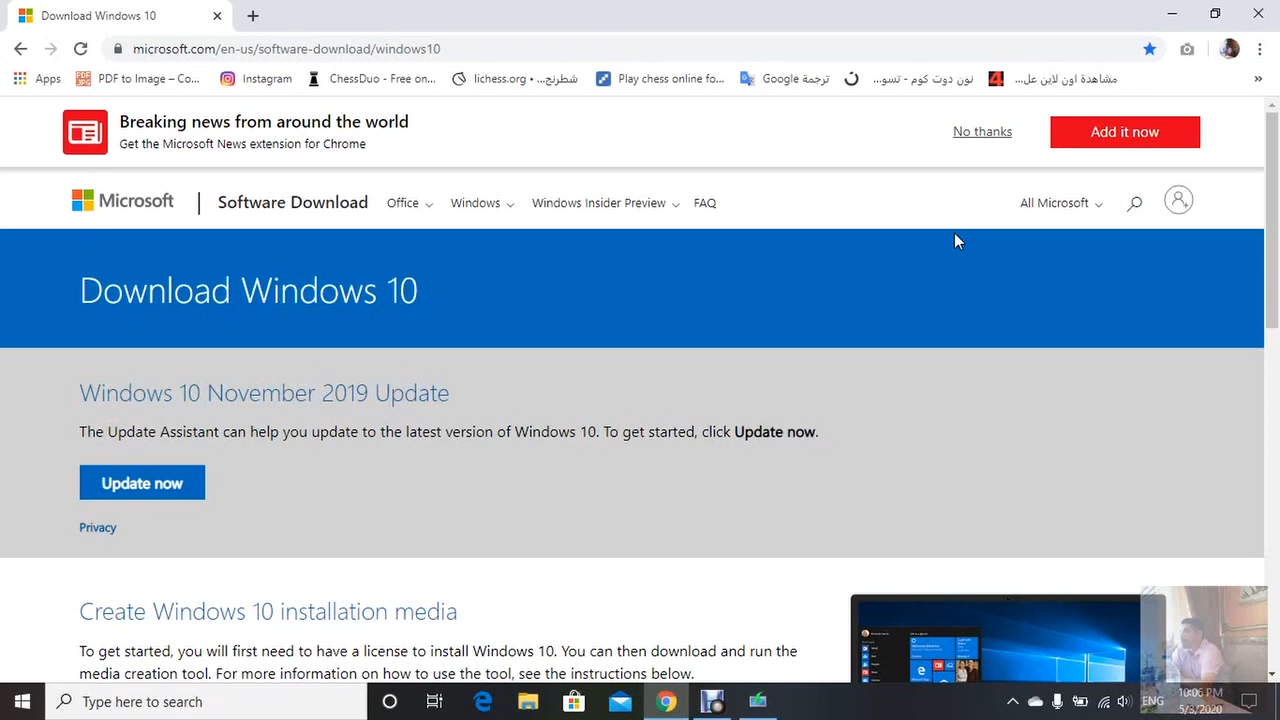 Download Windows 10
microsoft.com/en-us/software-download/windows10
Apps
PDF to Image – Co...
Instagram
ChessDuo - Free on...
lichess.org • شطرنج...
Play chess online fo...
ترجمة Google
نون دوت كوم - تسو...
مشاهدة اون لاين عل...
Breaking news from around the world
Get the Microsoft News extension for Chrome
No thanks
Add it now
Microsoft
Software Download
Office
Windows
Windows Insider Preview
FAQ
All Microsoft
Download Windows 10
Windows 10 November 2019 Update
The Update Assistant can help you update to the latest version of Windows 10. To get started, click Update now.
Update now
Privacy
Create Windows 10 installation media
To get started, you will first need to have a license to install Windows 10. You can then download and run the
media creation tool. For more information on how to use the tool, see the instructions below.
Type here to search
ENG
10:06 PM
5/3/2020